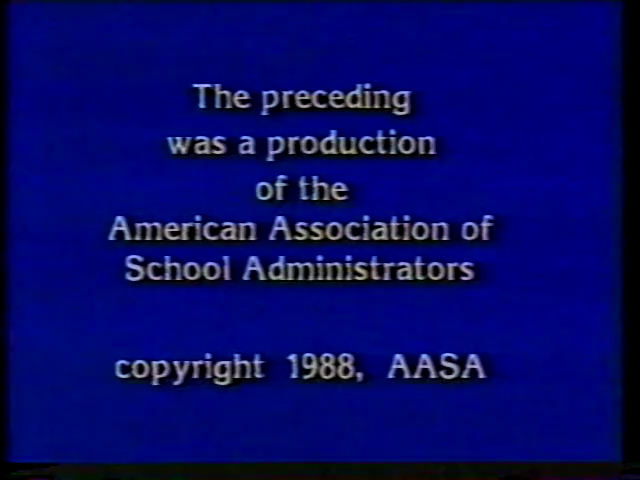 The preceding
was a production
of the
American Association of
School Administrators
copyright 1988, AASA